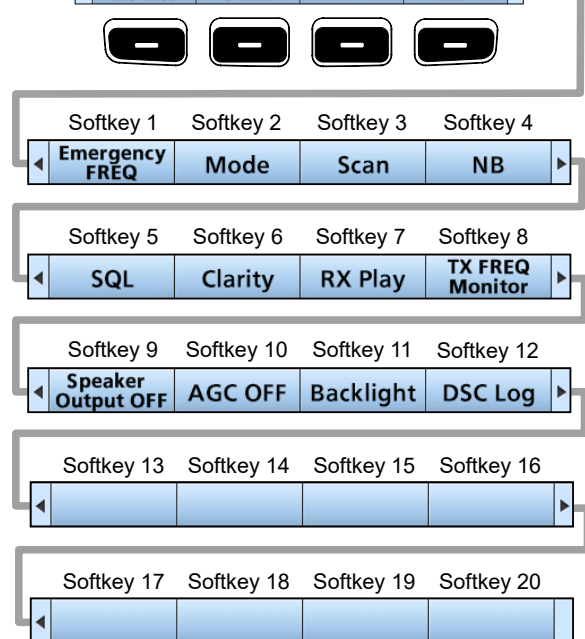 Softkey 1 Softkey 2 Softkey 3 Softkey 4
Emergency
FREQ Mode Scan NB
Softkey 5 Softkey 6 Softkey 7 Softkey 8
SQL Clarity RX Play TX FREQ
Monitor
Softkey 9 Softkey 10 Softkey 11 Softkey 12
Speaker
Output OFF AGC OFF Backlight DSC Log
Softkey 13 Softkey 14 Softkey 15 Softkey 16
Softkey 17 Softkey 18 Softkey 19 Softkey 20